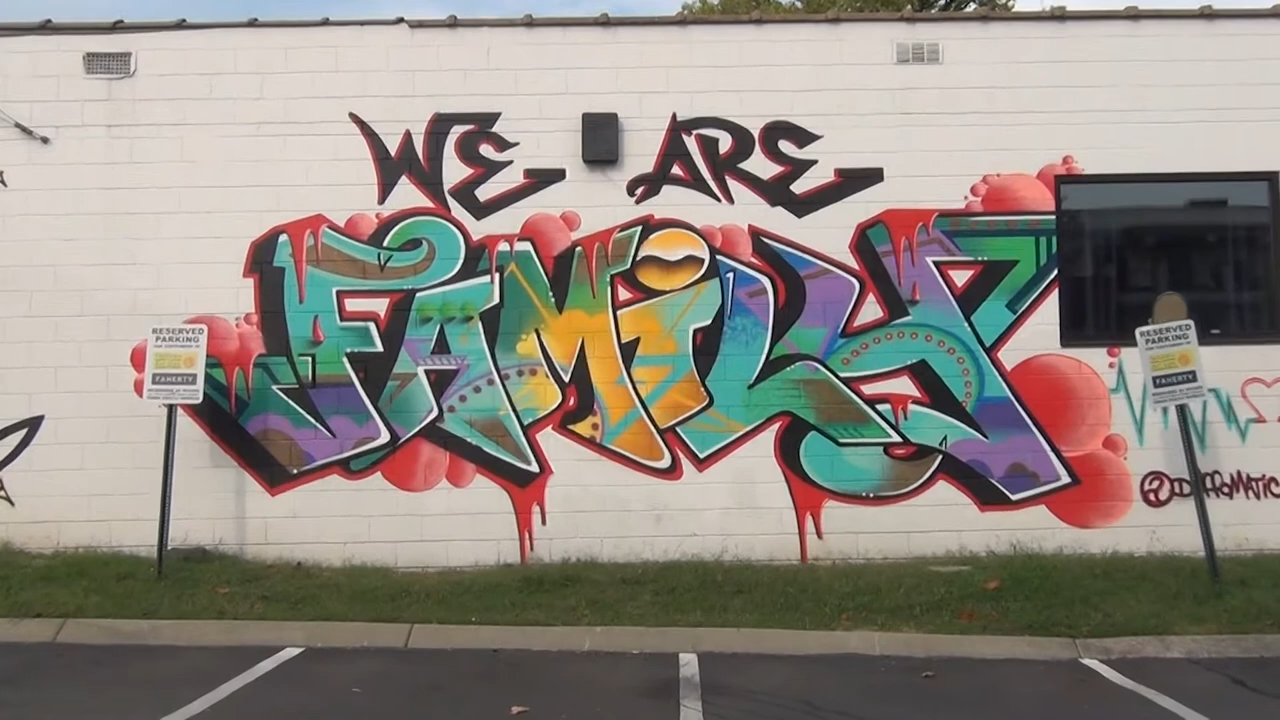 WE ARE
FAMILY
RESERVED
PARKING
FAHERTY
RESERVED
PARKING
FAHERTY